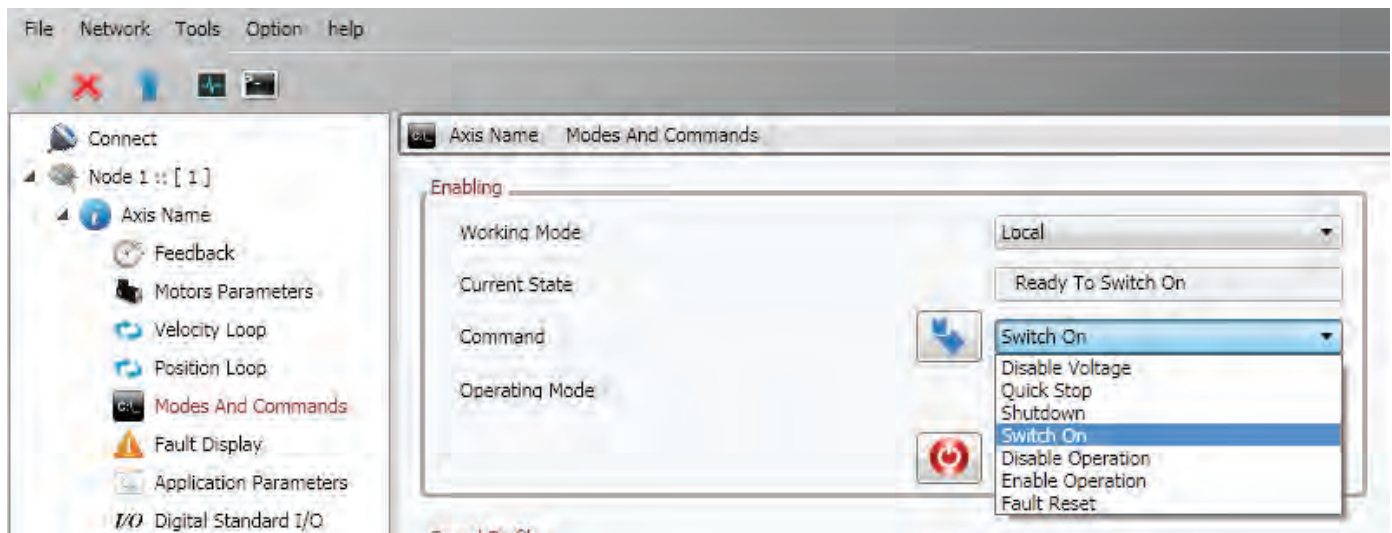 File Network Tools Option help
Connect
Node 1 :: [ 1 ]
Axis Name
Feedback
Motors Parameters
Velocity Loop
Position Loop
C:\_ Modes And Commands
Fault Display
Application Parameters
I/O Digital Standard I/O
C:\_ Axis Name Modes And Commands
Enabling
Working Mode Local
Current State Ready To Switch On
Command Switch On
Operating Mode
Disable Voltage
Quick Stop
Shutdown
Switch On
Disable Operation
Enable Operation
Fault Reset